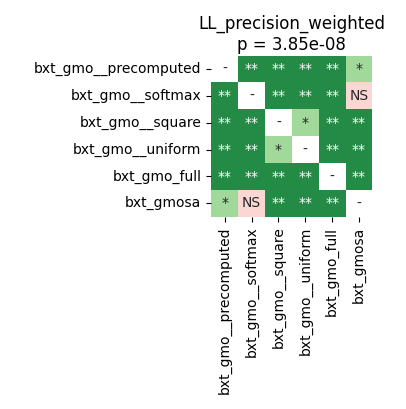 LL_precision_weighted
p = 3.85e-08
bxt_gmo__precomputed - ** ** ** ** *
bxt_gmo__softmax ** - ** ** ** NS
bxt_gmo__square ** ** - * ** **
bxt_gmo__uniform ** ** * - ** **
bxt_gmo_full ** ** ** ** - **
bxt_gmosa * NS ** ** ** -
bxt_gmo__precomputed
bxt_gmo__softmax
bxt_gmo__square
bxt_gmo__uniform
bxt_gmo_full
bxt_gmosa